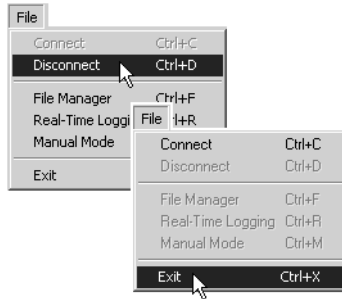 File
Connect Ctrl+C
Disconnect Ctrl+D
File Manager Ctrl+F
Real-Time Loggi l+R
Manual Mode
Exit
File
Connect Ctrl+C
Disconnect Ctrl+D
File Manager Ctrl+F
Real-Time Logging Ctrl+R
Manual Mode Ctrl+M
Exit Ctrl+X